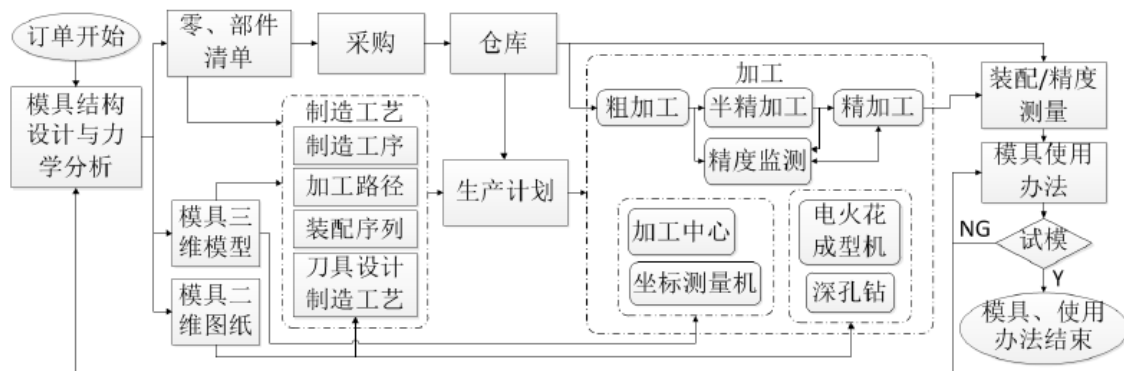 订单开始
模具结构
设计与力
学分析
零、部件
清单
采购
仓库
模具三
维模型
模具二
维图纸
制造工艺
制造工序
加工路径
装配序列
刀具设计
制造工艺
生产计划
加工
粗加工
半精加工
精加工
精度监测
加工中心
坐标测量机
电火花
成型机
深孔钻
装配/精度
测量
模具使用
办法
NG
试模
Y
模具、使用
办法结束